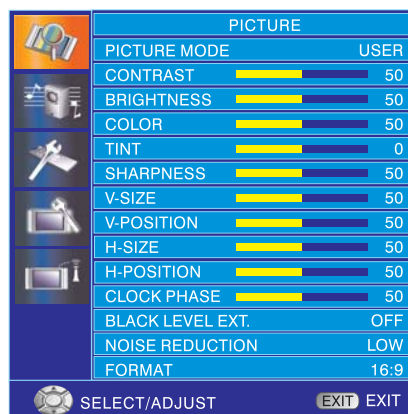 PICTURE
PICTURE MODE USER
CONTRAST 50
BRIGHTNESS 50
COLOR 50
TINT 0
SHARPNESS 50
V-SIZE 50
V-POSITION 50
H-SIZE 50
H-POSITION 50
CLOCK PHASE 50
BLACK LEVEL EXT. OFF
NOISE REDUCTION LOW
FORMAT 16:9
SELECT/ADJUST EXIT EXIT